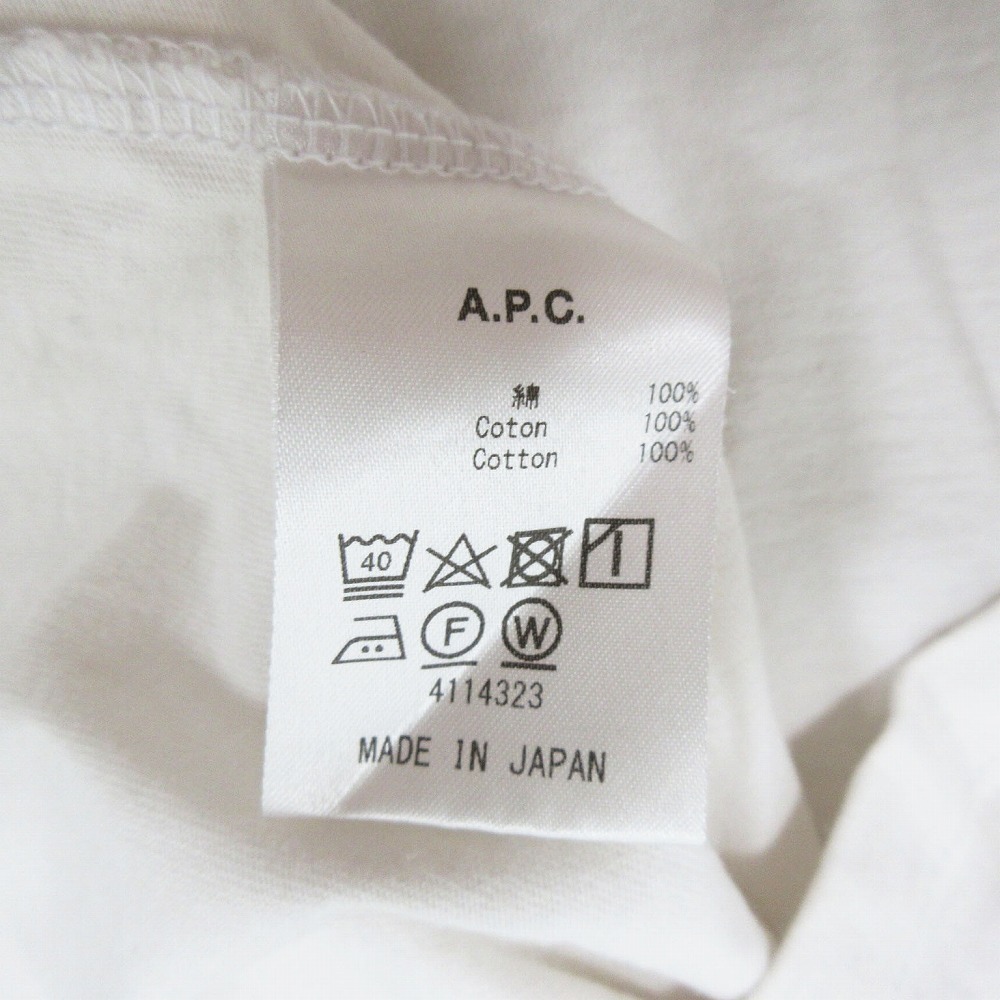 A.P.C.
綿 100%
Coton 100%
Cotton 100%
40
F W
4114323
MADE IN JAPAN